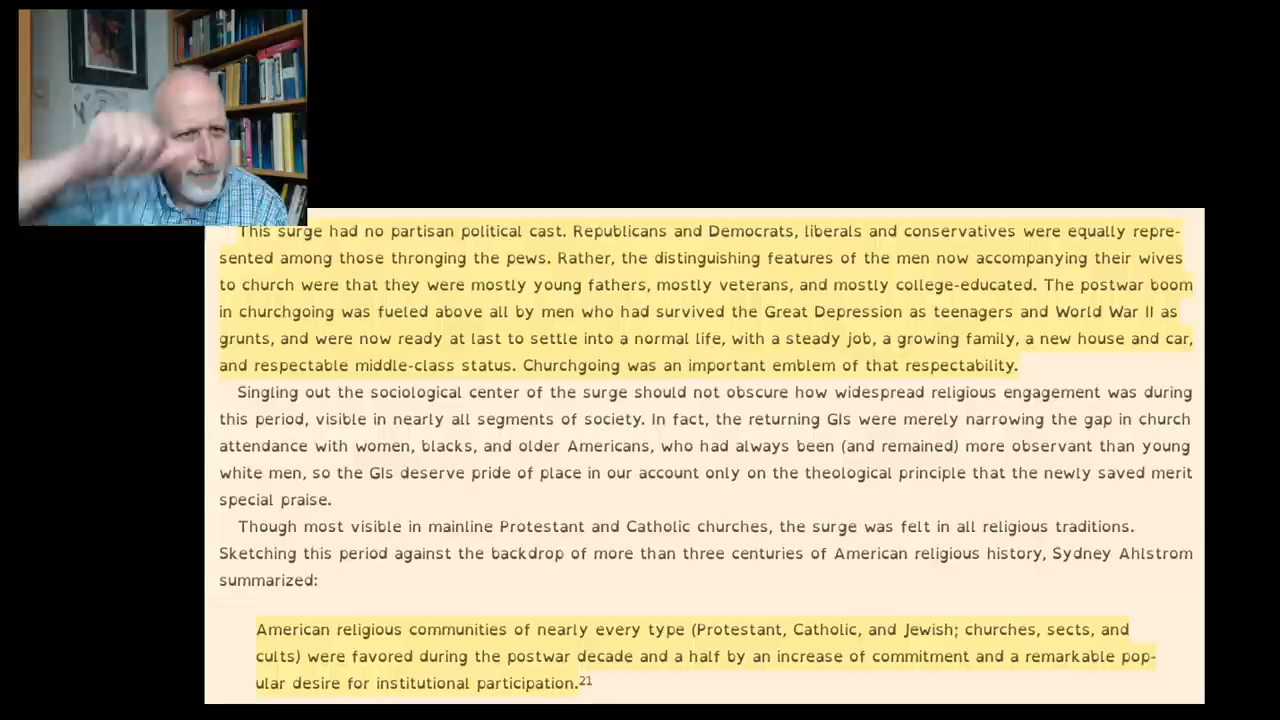 This surge had no partisan political cast. Republicans and Democrats, liberals and conservatives were equally repre-
sented among those thronging the pews. Rather, the distinguishing features of the men now accompanying their wives
to church were that they were mostly young fathers, mostly veterans, and mostly college-educated. The postwar boom
in churchgoing was fueled above all by men who had survived the Great Depression as teenagers and World War II as
grunts, and were now ready at last to settle into a normal life, with a steady job, a growing family, a new house and car,
and respectable middle-class status. Churchgoing was an important emblem of that respectability.
Singling out the sociological center of the surge should not obscure how widespread religious engagement was during
this period, visible in nearly all segments of society. In fact, the returning GIs were merely narrowing the gap in church
attendance with women, blacks, and older Americans, who had always been (and remained) more observant than young
white men, so the GIs deserve pride of place in our account only on the theological principle that the newly saved merit
special praise.
Though most visible in mainline Protestant and Catholic churches, the surge was felt in all religious traditions.
Sketching this period against the backdrop of more than three centuries of American religious history, Sydney Ahlstrom
summarized:
American religious communities of nearly every type (Protestant, Catholic, and Jewish; churches, sects, and
cults) were favored during the postwar decade and a half by an increase of commitment and a remarkable pop-
ular desire for institutional participation.21